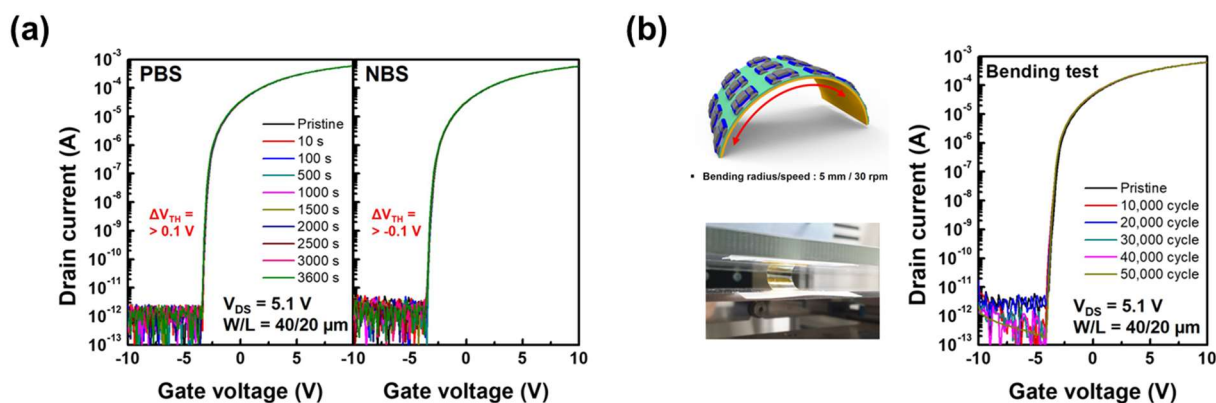 (a)
PBS
NBS
10⁻³
10⁻⁴
10⁻⁵
10⁻⁶
10⁻⁷
10⁻⁸
10⁻⁹
10⁻¹⁰
10⁻¹¹
10⁻¹²
10⁻¹³
Drain current (A)
Pristine
10 s
100 s
500 s
1000 s
1500 s
2000 s
2500 s
3000 s
3600 s
ΔV_TH =
> 0.1 V
ΔV_TH =
> -0.1 V
V_DS = 5.1 V
W/L = 40/20 μm
-10 -5 0 5 -10 -5 0 5 10
Gate voltage (V)
Gate voltage (V)
(b)
▪ Bending radius/speed : 5 mm / 30 rpm
Bending test
10⁻³
10⁻⁴
10⁻⁵
10⁻⁶
10⁻⁷
10⁻⁸
10⁻⁹
10⁻¹⁰
10⁻¹¹
10⁻¹²
10⁻¹³
Drain current (A)
Pristine
10,000 cycle
20,000 cycle
30,000 cycle
40,000 cycle
50,000 cycle
V_DS = 5.1 V
W/L = 40/20 μm
-10 -5 0 5 10
Gate voltage (V)